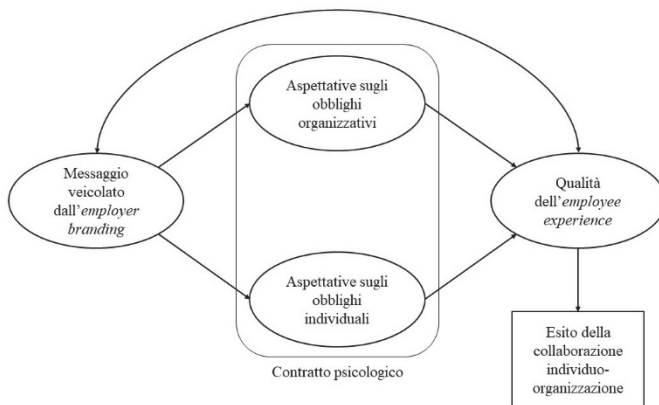 Aspettative sugli
obblighi
organizzativi
Messaggio
veicolato
dall'employer
branding
Qualità
dell'employee
experience
Aspettative sugli
obblighi
individuali
Contratto psicologico
Esito della
collaborazione
individuo-
organizzazione